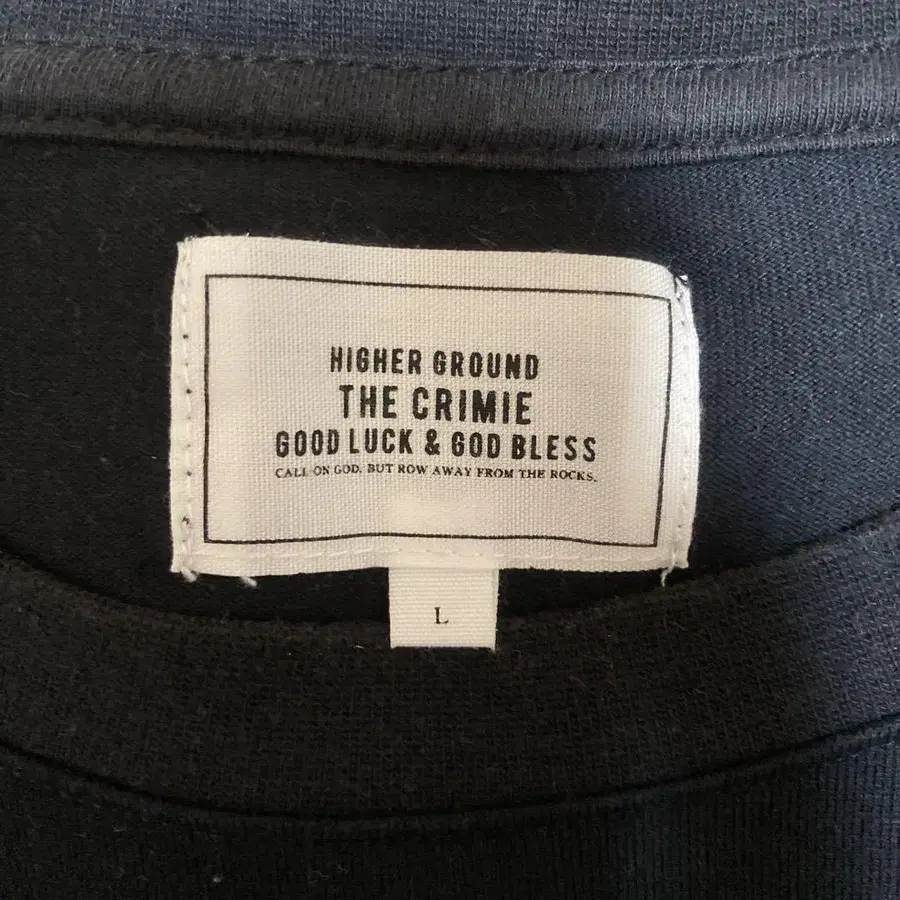 HIGHER GROUND
THE CRIMIE
GOOD LUCK & GOD BLESS
CALL ON GOD, BUT ROW AWAY FROM THE ROCKS.
L